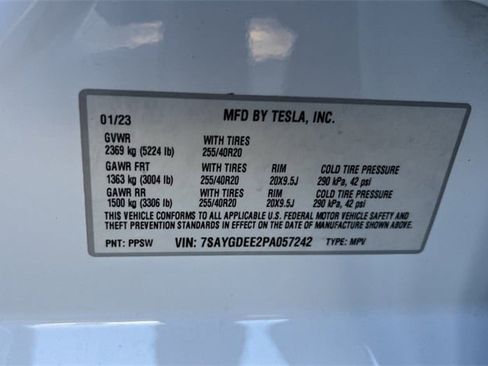 01/23 MFD BY TESLA, INC.
GVWR WITH TIRES
2369 kg (5224 lb) 255/40R20
GAWR FRT WITH TIRES RIM COLD TIRE PRESSURE
1363 kg (3004 lb) 255/40R20 20X9.5J 290 kPa, 42 psi
GAWR RR WITH TIRES RIM COLD TIRE PRESSURE
1500 kg (3306 lb) 255/40R20 20X9.5J 290 kPa, 42 psi
THIS VEHICLE CONFORMS TO ALL APPLICABLE U.S. FEDERAL MOTOR VEHICLE SAFETY AND
THEFT PREVENTION STANDARDS IN EFFECT ON THE DATE OF MANUFACTURE SHOWN ABOVE.
PNT: PPSW VIN: 7SAYGDEE2PA057242 TYPE: MPV